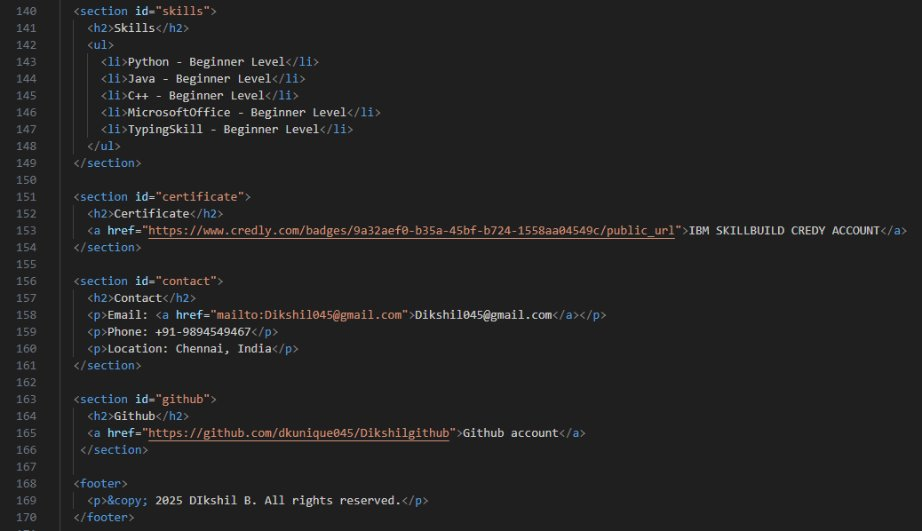 140 <section id="skills">
141 <h2>Skills</h2>
142 <ul>
143 <li>Python - Beginner Level</li>
144 <li>Java - Beginner Level</li>
145 <li>C++ - Beginner Level</li>
146 <li>MicrosoftOffice - Beginner Level</li>
147 <li>TypingSkill - Beginner Level</li>
148 </ul>
149 </section>
150
151 <section id="certificate">
152 <h2>Certificate</h2>
153 <a href="https://www.credly.com/badges/9a32aef0-b35a-45bf-b724-1558aa04549c/public_url">IBM SKILLBUILD CREDY ACCOUNT</a>
154 </section>
155
156 <section id="contact">
157 <h2>Contact</h2>
158 <p>Email: <a href="mailto:Dikshil045@gmail.com">Dikshil045@gmail.com</a></p>
159 <p>Phone: +91-9894549467</p>
160 <p>Location: Chennai, India</p>
161 </section>
162
163 <section id="github">
164 <h2>Github</h2>
165 <a href="https://github.com/dkunique045/Dikshilgithub">Github account</a>
166 </section>
167
168 <footer>
169 <p>&copy; 2025 DIkshil B. All rights reserved.</p>
170 </footer>